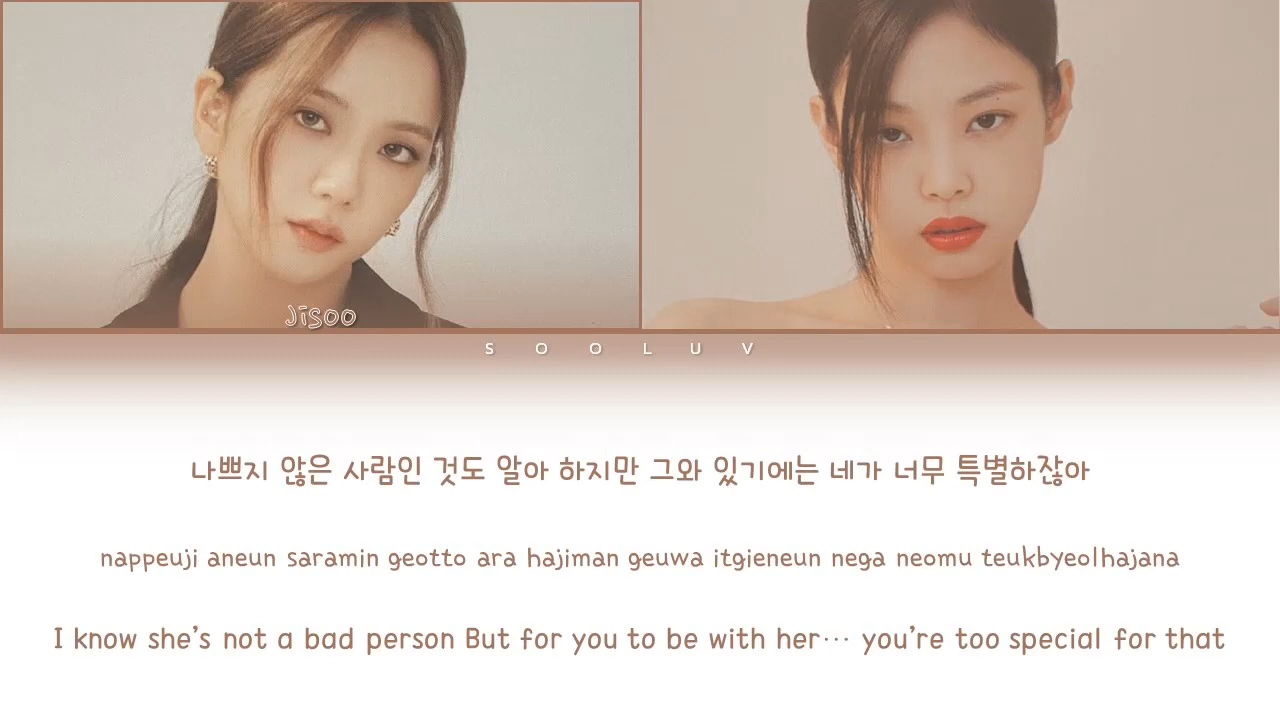 Jisoo
S O O L U V
나쁘지 않은 사람인 것도 알아 하지만 그와 있기에는 네가 너무 특별하잖아
nappeuji aneun saramin geotto ara hajiman geuwa itgieneun nega neomu teukbyeolhajana
I know she's not a bad person But for you to be with her··· you're too special for that